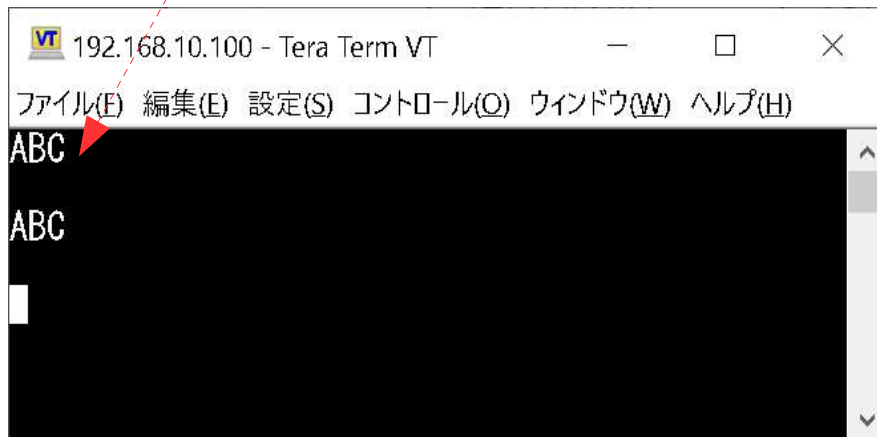 VT 192.168.10.100 - Tera Term VT
ファイル(F) 編集(E) 設定(S) コントロール(O) ウィンドウ(W) ヘルプ(H)
ABC
ABC